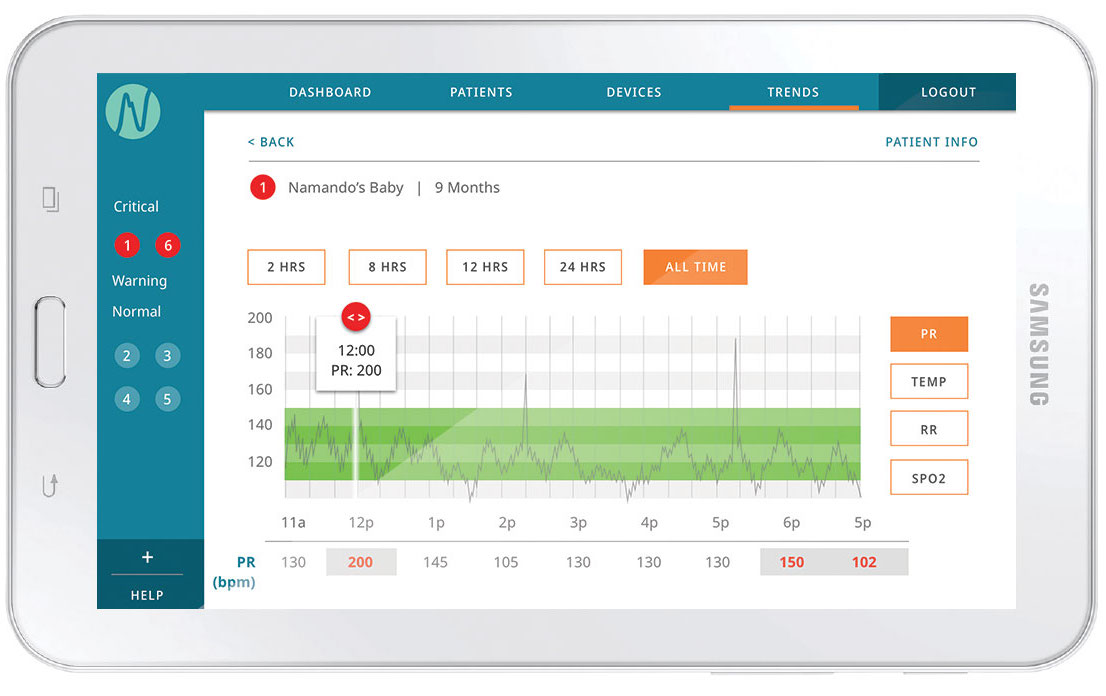 DASHBOARD PATIENTS DEVICES TRENDS LOGOUT
< BACK PATIENT INFO
1 Namando's Baby | 9 Months
Critical
1 6
Warning
Normal
2 3
4 5
+
HELP
2 HRS 8 HRS 12 HRS 24 HRS ALL TIME
200
180
160
140
120
< >
12:00
PR: 200
PR
TEMP
RR
SPO2
11a 12p 1p 2p 3p 4p 5p 6p 5p
PR 130 200 145 105 130 130 130 150 102
(bpm)
SAMSUNG